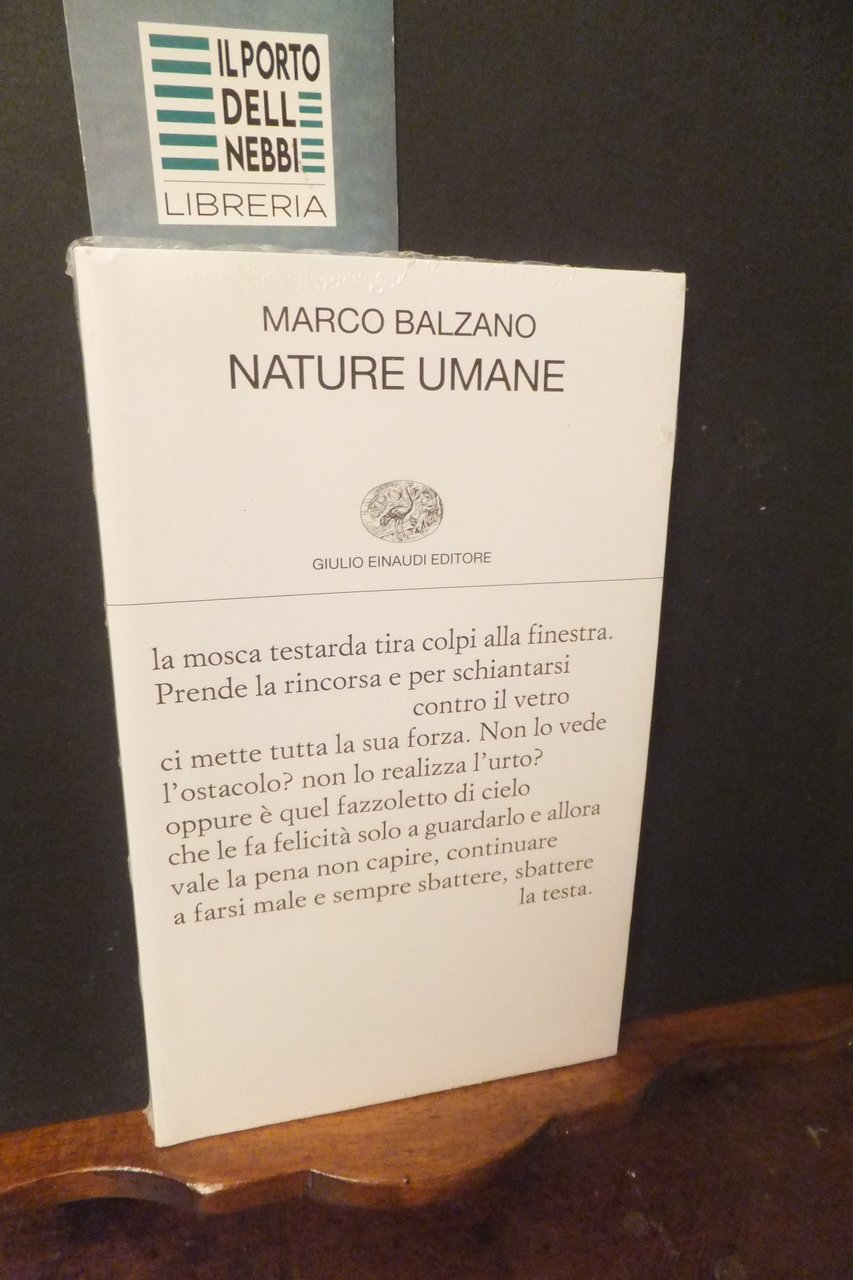 IL PORTO
DELLE
NEBBIE
LIBRERIA
MARCO BALZANO
NATURE UMANE
GIULIO EINAUDI EDITORE
la mosca testarda tira colpi alla finestra.
Prende la rincorsa e per schiantarsi
contro il vetro
ci mette tutta la sua forza. Non lo vede
l'ostacolo? non lo realizza l'urto?
oppure è quel fazzoletto di cielo
che le fa felicità solo a guardarlo e allora
vale la pena non capire, continuare
a farsi male e sempre sbattere, sbattere
la testa.